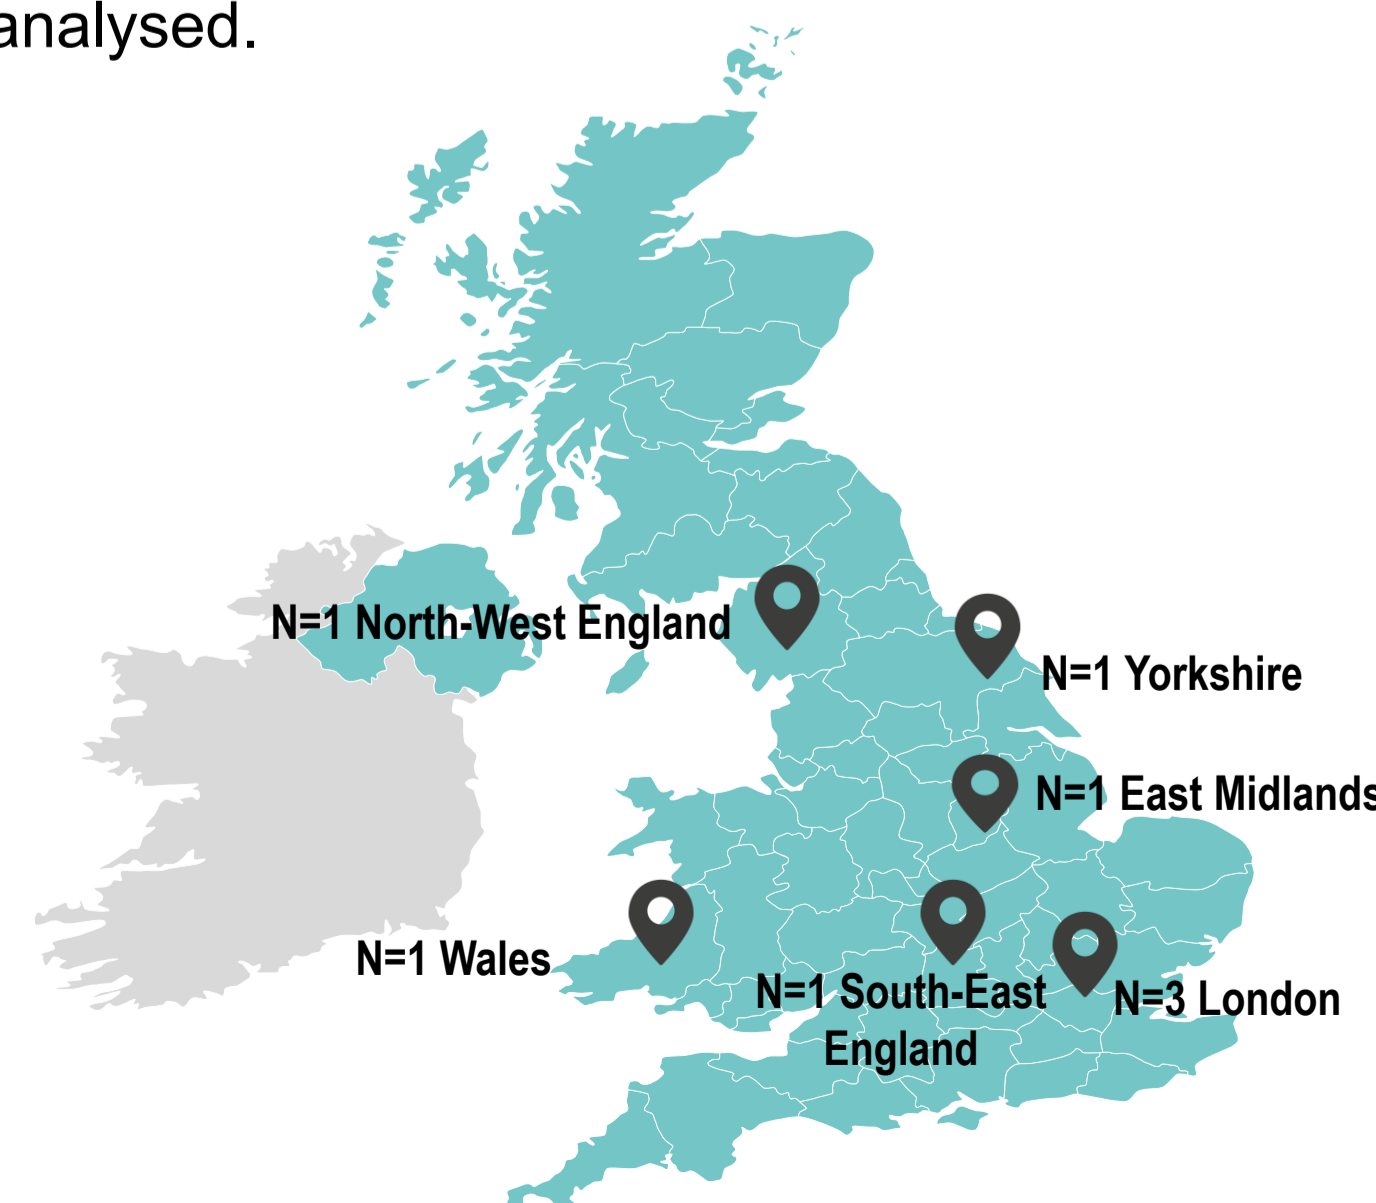 analysed.
N=1 North-West England
N=1 Yorkshire
N=1 East Midlands
N=1 Wales
N=1 South-East
England
N=3 London